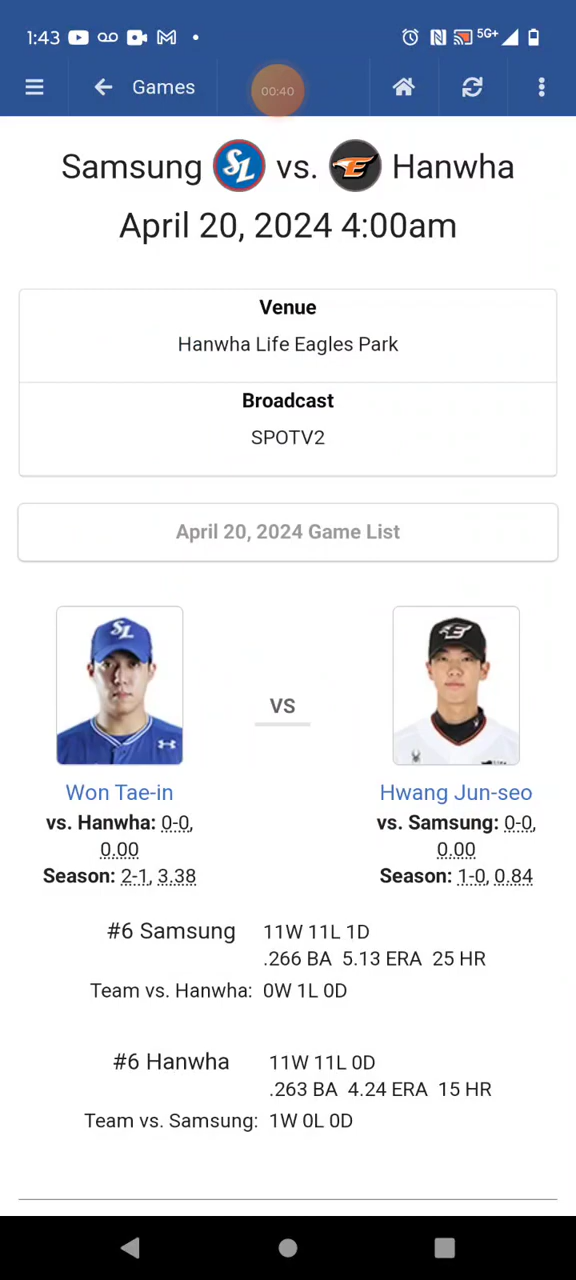 1:43 5G+
Games 00:40
Samsung SL vs. E Hanwha
April 20, 2024 4:00am
Venue
Hanwha Life Eagles Park
Broadcast
SPOTV2
April 20, 2024 Game List
SL
VS
Won Tae-in
Hwang Jun-seo
vs. Hanwha: 0-0,
0.00
Season: 2-1, 3.38
vs. Samsung: 0-0,
0.00
Season: 1-0, 0.84
#6 Samsung 11W 11L 1D
.266 BA 5.13 ERA 25 HR
Team vs. Hanwha: 0W 1L 0D
#6 Hanwha 11W 11L 0D
.263 BA 4.24 ERA 15 HR
Team vs. Samsung: 1W 0L 0D